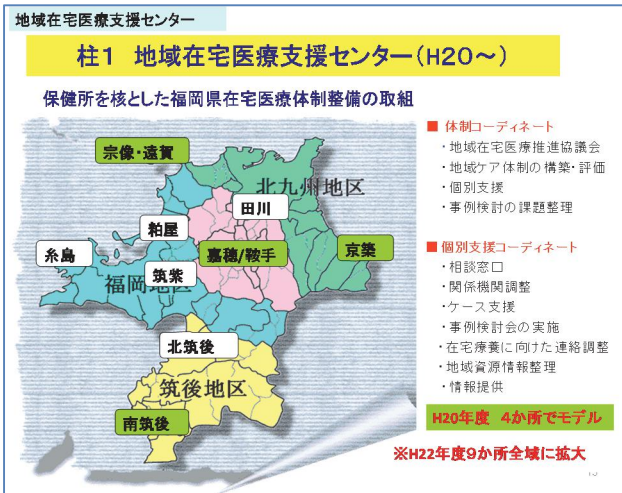 地域在宅医療支援センター
柱1 地域在宅医療支援センター(H20～)
保健所を核とした福岡県在宅医療体制整備の取組
宗像・遠賀
北九州地区
田川
粕屋
糸島
嘉穂/鞍手
京築
筑紫
福岡地区
北筑後
筑後地区
南筑後
■ 体制コーディネート
・地域在宅医療推進協議会
・地域ケア体制の構築・評価
・個別支援
・事例検討の課題整理
■ 個別支援コーディネート
・相談窓口
・関係機関調整
・ケース支援
・事例検討会の実施
・在宅療養に向けた連絡調整
・地域資源情報整理
・情報提供
H20年度 4か所でモデル
※H22年度9か所全域に拡大